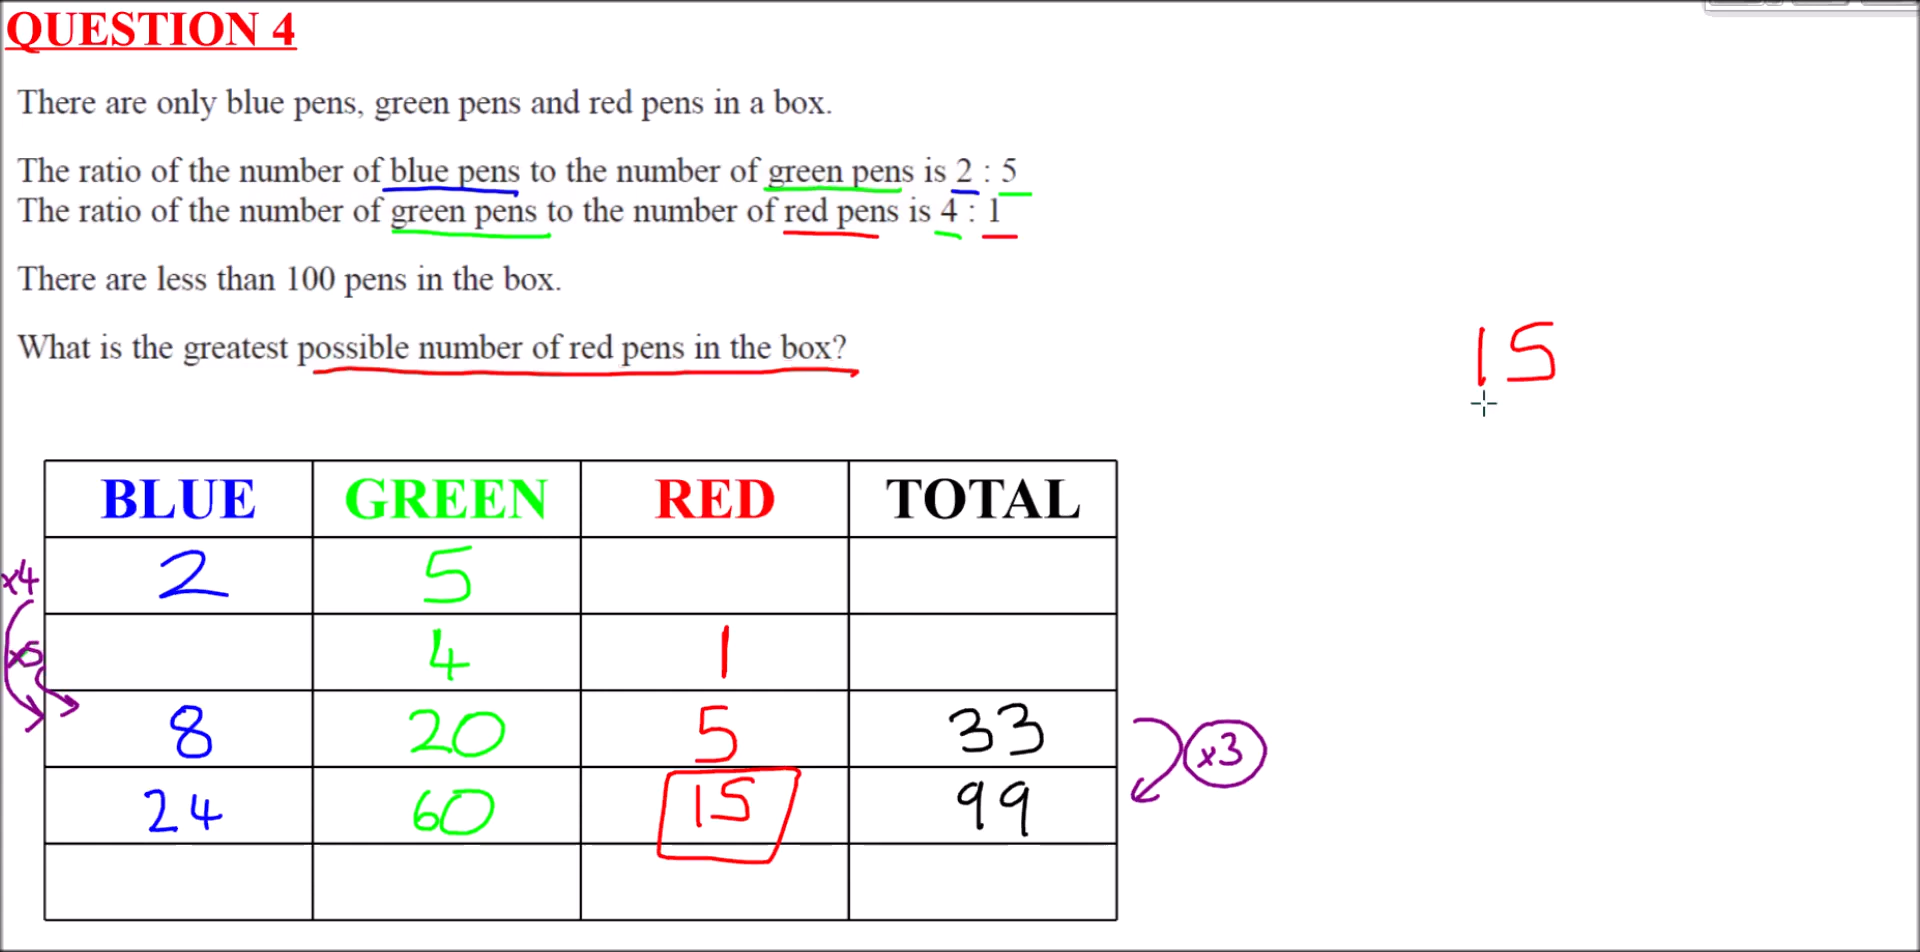 QUESTION 4
There are only blue pens, green pens and red pens in a box.
The ratio of the number of blue pens to the number of green pens is 2 : 5
The ratio of the number of green pens to the number of red pens is 4 : 1
There are less than 100 pens in the box.
What is the greatest possible number of red pens in the box?
15
BLUE GREEN RED TOTAL
x4 2 5
x5 4 1
8 20 5 33 x3
24 60 15 99